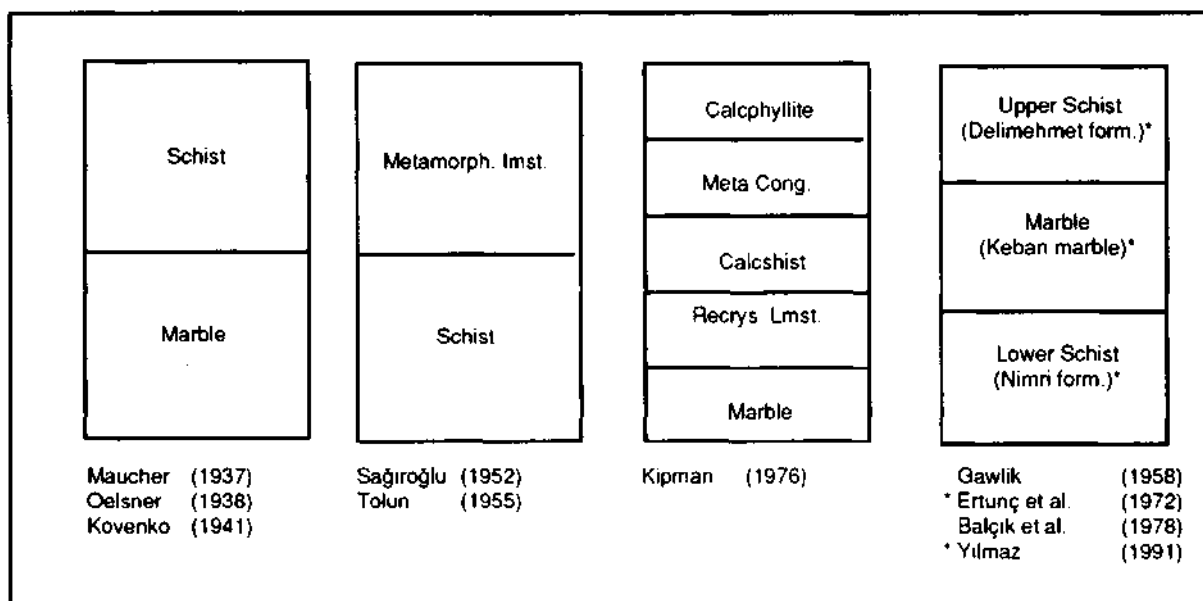 Schist
Marble
Maucher (1937)
Oelsner (1938)
Kovenko (1941)
Metamorph. lmst.
Schist
Sağıroğlu (1952)
Tolun (1955)
Calcphyllite
Meta Cong.
Calcshist
Recrys Lmst.
Marble
Kipman (1976)
Upper Schist
(Delimehmet form.)*
Marble
(Keban marble)*
Lower Schist
(Nimri form.)*
Gawlik (1958)
* Ertunç et al. (1972)
Balçık et al. (1978)
* Yılmaz (1991)